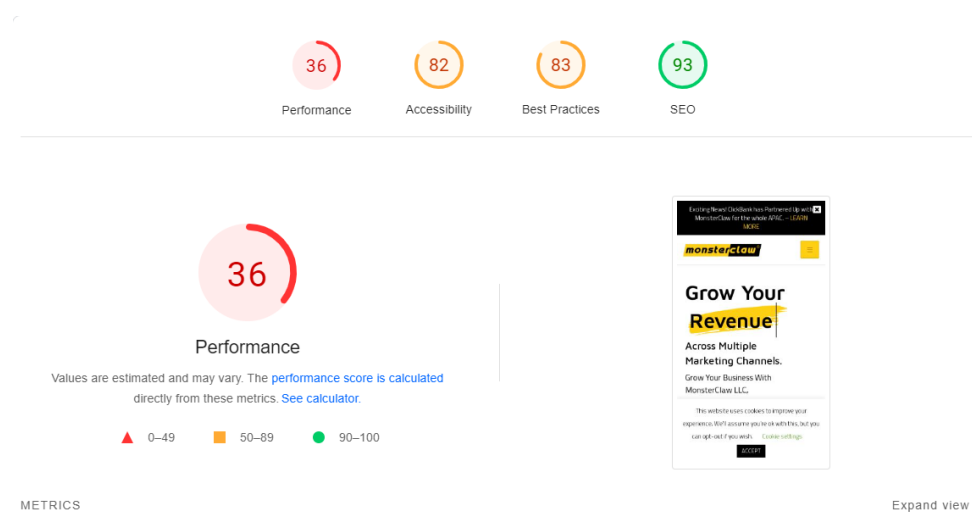 36
82
83
93
Performance
Accessibility
Best Practices
SEO
36
Performance
Values are estimated and may vary. The performance score is calculated
directly from these metrics. See calculator.
0–49
50–89
90–100
Exciting News! ClickBank has Partnered Up with
MonsterClaw for the whole APAC. – LEARN
MORE
monsterclaw
Grow Your
Revenue
Across Multiple
Marketing Channels.
Grow Your Business With
MonsterClaw LLC,
This website uses cookies to improve your
experience. We'll assume you're ok with this, but you
can opt-out if you wish. Cookie settings
ACCEPT
METRICS
Expand view